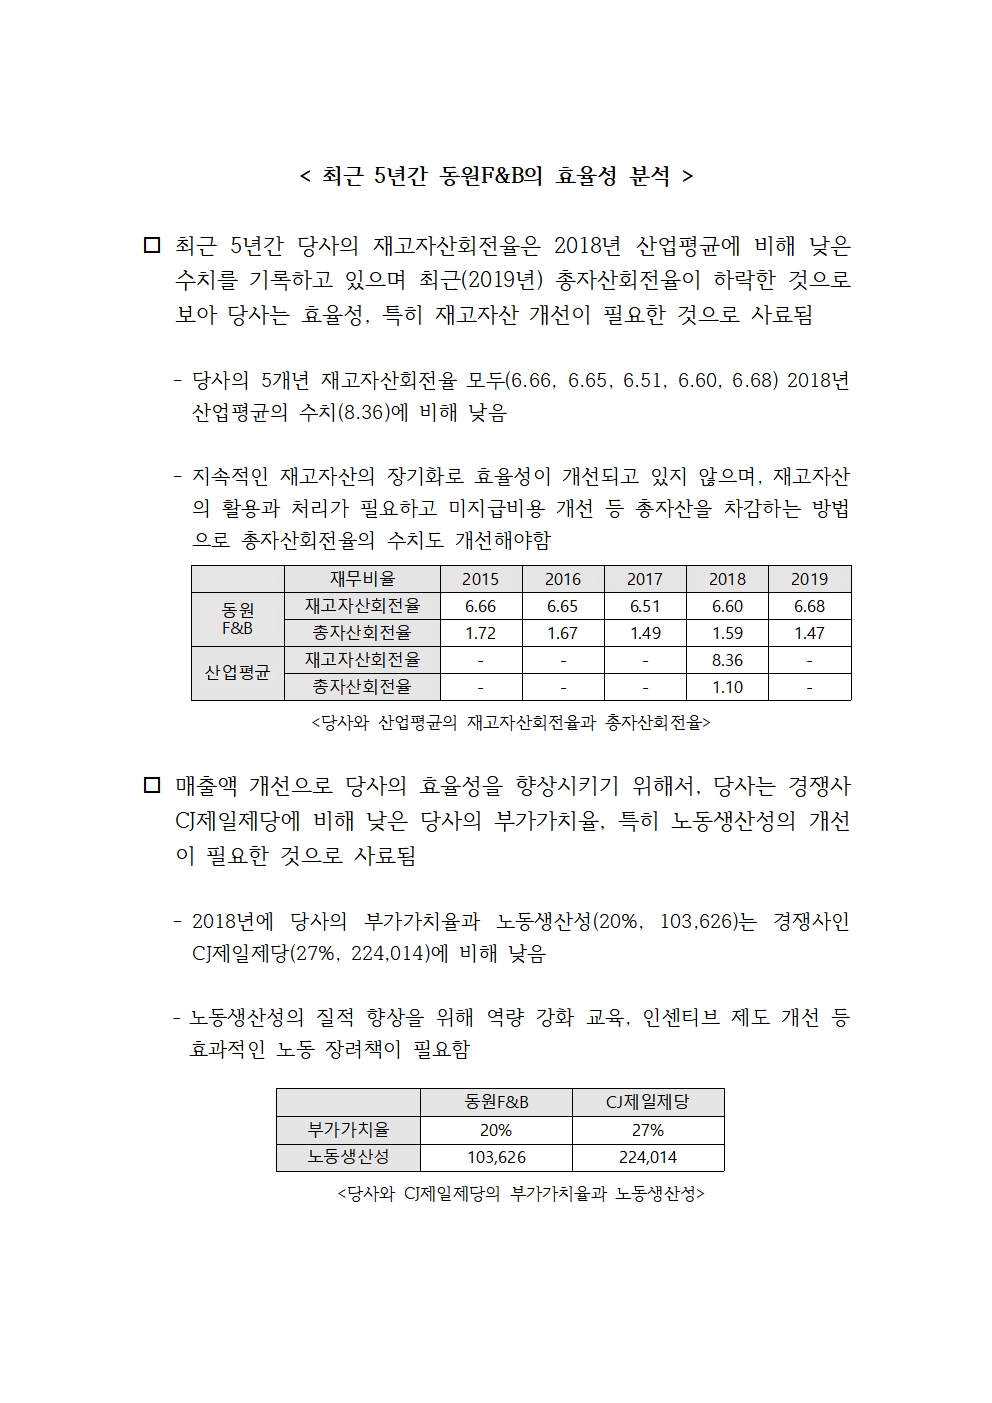 < 최근 5년간 동원F&B의 효율성 분석 >
□ 최근 5년간 당사의 재고자산회전율은 2018년 산업평균에 비해 낮은
수치를 기록하고 있으며 최근(2019년) 총자산회전율이 하락한 것으로
보아 당사는 효율성, 특히 재고자산 개선이 필요한 것으로 사료됨
- 당사의 5개년 재고자산회전율 모두(6.66, 6.65, 6.51, 6.60, 6.68) 2018년
산업평균의 수치(8.36)에 비해 낮음
- 지속적인 재고자산의 장기화로 효율성이 개선되고 있지 않으며, 재고자산
의 활용과 처리가 필요하고 미지급비용 개선 등 총자산을 차감하는 방법
으로 총자산회전율의 수치도 개선해야함
재무비율 2015 2016 2017 2018 2019
동원
F&B
재고자산회전율 6.66 6.65 6.51 6.60 6.68
총자산회전율 1.72 1.67 1.49 1.59 1.47
산업평균
재고자산회전율 - - - 8.36 -
총자산회전율 - - - 1.10 -
<당사와 산업평균의 재고자산회전율과 총자산회전율>
□ 매출액 개선으로 당사의 효율성을 향상시키기 위해서, 당사는 경쟁사
CJ제일제당에 비해 낮은 당사의 부가가치율, 특히 노동생산성의 개선
이 필요한 것으로 사료됨
- 2018년에 당사의 부가가치율과 노동생산성(20%, 103,626)는 경쟁사인
CJ제일제당(27%, 224,014)에 비해 낮음
- 노동생산성의 질적 향상을 위해 역량 강화 교육, 인센티브 제도 개선 등
효과적인 노동 장려책이 필요함
동원F&B CJ제일제당
부가가치율 20% 27%
노동생산성 103,626 224,014
<당사와 CJ제일제당의 부가가치율과 노동생산성>